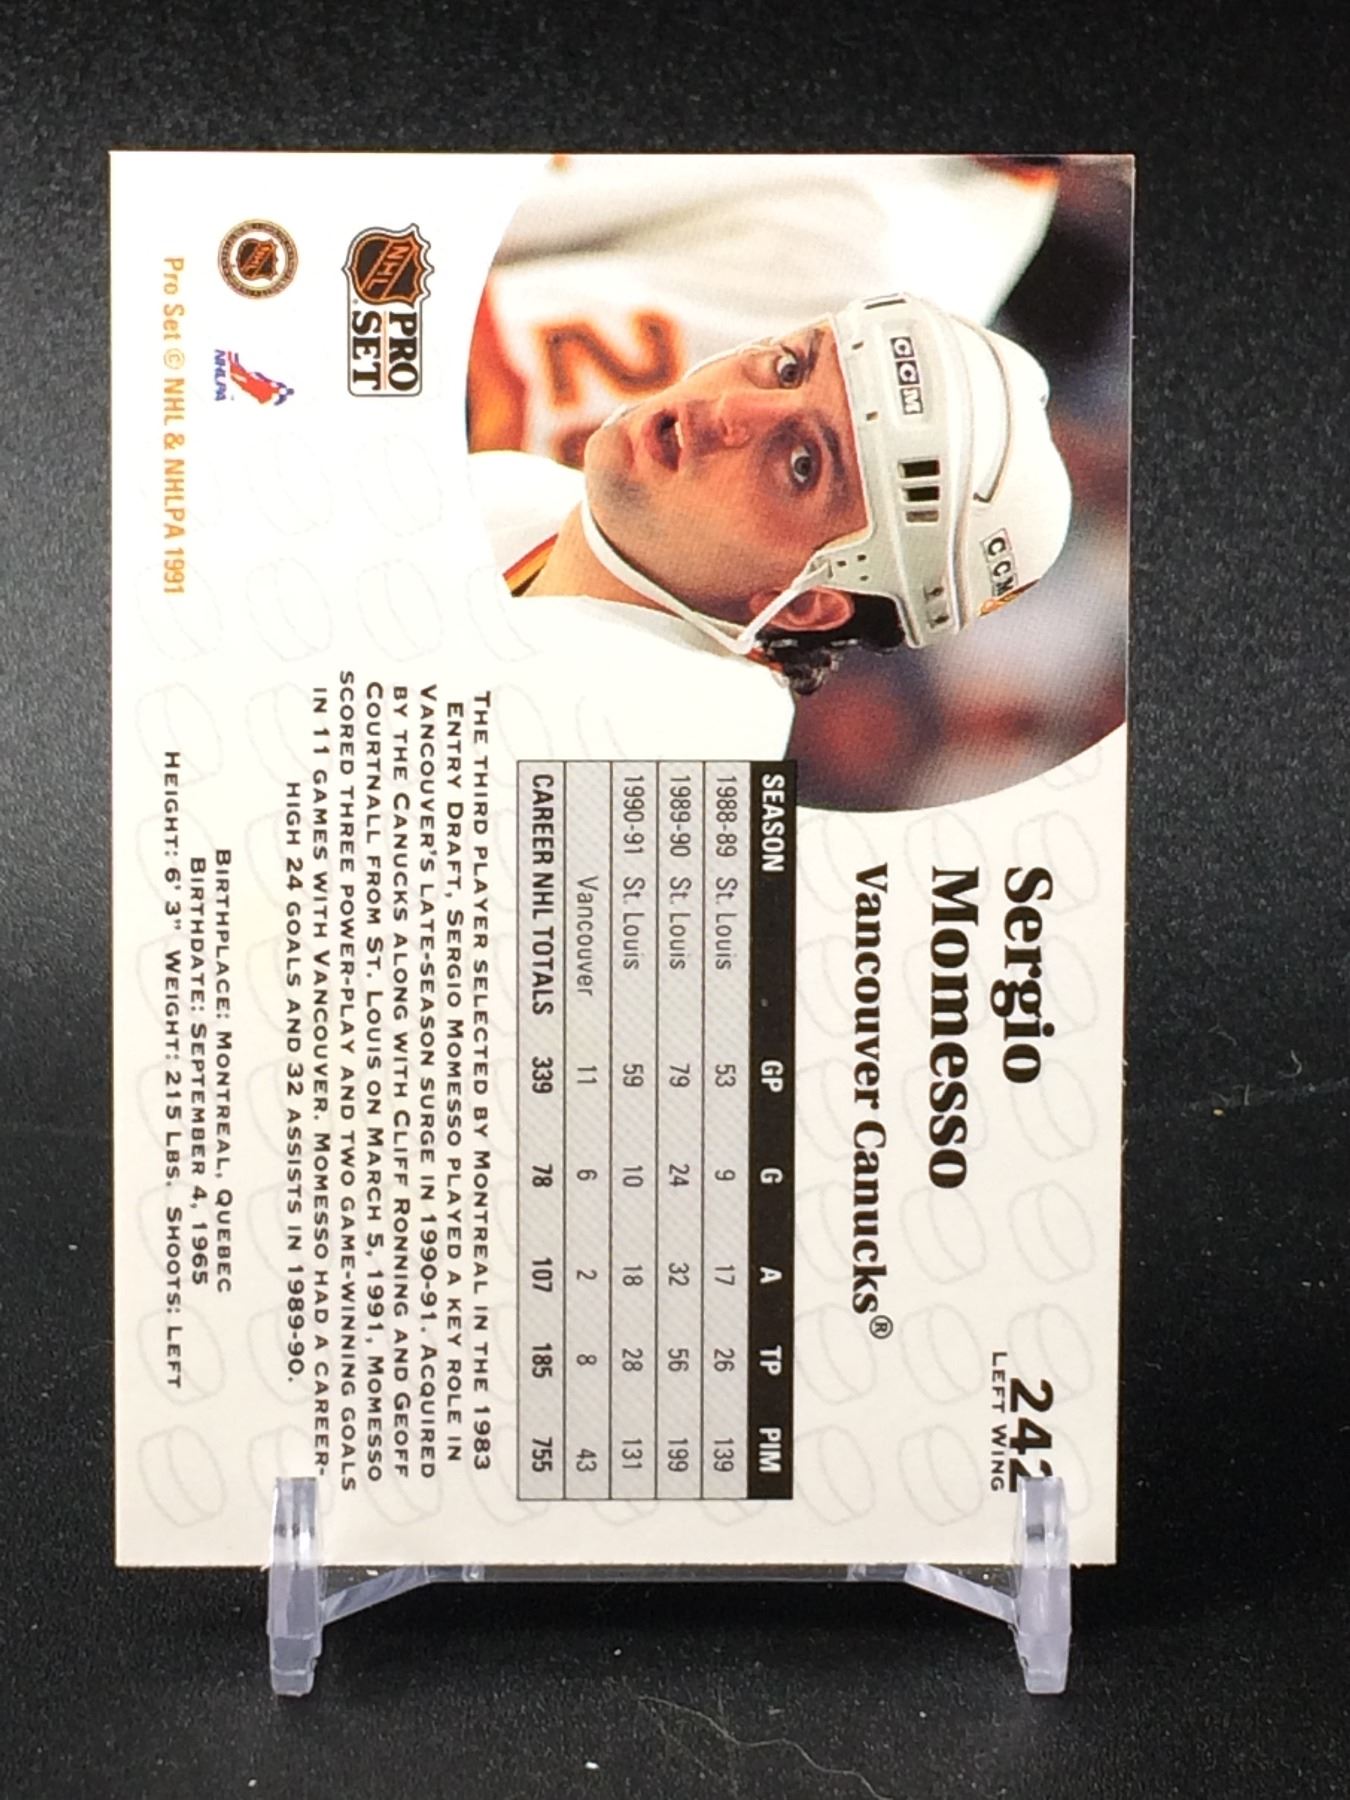 Sergio
Momesso
Vancouver Canucks®
242
LEFT WING
CCM
CCM
2
SEASON GP G A TP PIM
1988-89 St. Louis 53 9 17 26 139
1989-90 St. Louis 79 24 32 56 199
1990-91 St. Louis 59 10 18 28 131
Vancouver 11 6 2 8 43
CAREER NHL TOTALS 339 78 107 185 755
THE THIRD PLAYER SELECTED BY MONTREAL IN THE 1983
ENTRY DRAFT, SERGIO MOMESSO PLAYED A KEY ROLE IN
VANCOUVER'S LATE-SEASON SURGE IN 1990-91. ACQUIRED
BY THE CANUCKS ALONG WITH CLIFF RONNING AND GEOFF
COURTNALL FROM ST. LOUIS ON MARCH 5, 1991, MOMESSO
SCORED THREE POWER-PLAY AND TWO GAME-WINNING GOALS
IN 11 GAMES WITH VANCOUVER. MOMESSO HAD A CAREER-
HIGH 24 GOALS AND 32 ASSISTS IN 1989-90.
BIRTHPLACE: MONTREAL, QUEBEC
BIRTHDATE: SEPTEMBER 4, 1965
HEIGHT: 6' 3" WEIGHT: 215 LBS. SHOOTS: LEFT
NHL
PRO
SET
NHL
NHLPA
Pro Set © NHL & NHLPA 1991